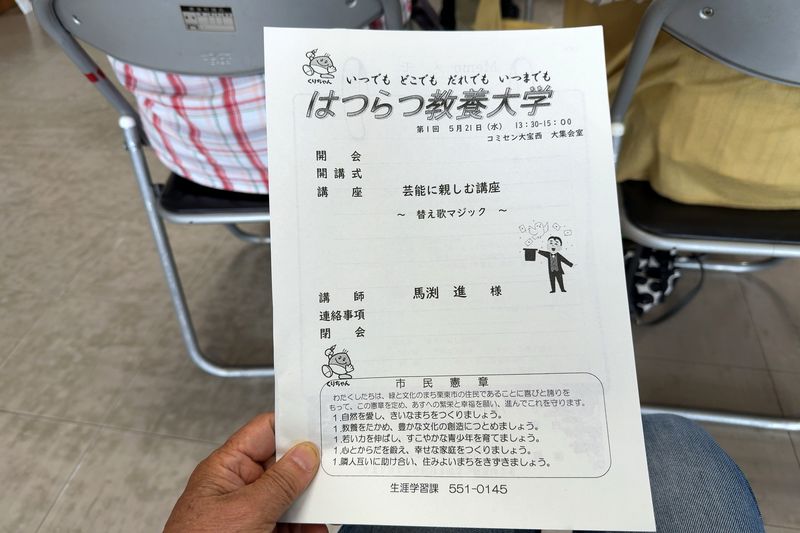 くりちゃん
いつでも どこでも だれでも いつまでも
はつらつ教養大学
第1回 5月21日（水） 13：30-15：00
コミセン大宝西 大集会室
開 会
開講式
講 座 芸能に親しむ講座
～ 替え歌マジック ～
講 師 馬渕 進 様
連絡事項
閉 会
くりちゃん
市民憲章
わたくしたちは、緑と文化のまち栗東市の住民であることに喜びと誇りを
もって、この憲章を定め、あすへの繁栄と幸福を願い、進んでこれを守ります。
1.自然を愛し、きれいなまちをつくりましょう。
1.教養をたかめ、豊かな文化の創造につとめましょう。
1.若い力を伸ばし、すこやかな青少年を育てましょう。
1.心とからだを鍛え、幸せな家庭をつくりましょう。
1.隣人互いに助け合い、住みよいまちをきずきましょう。
生涯学習課 551-0145